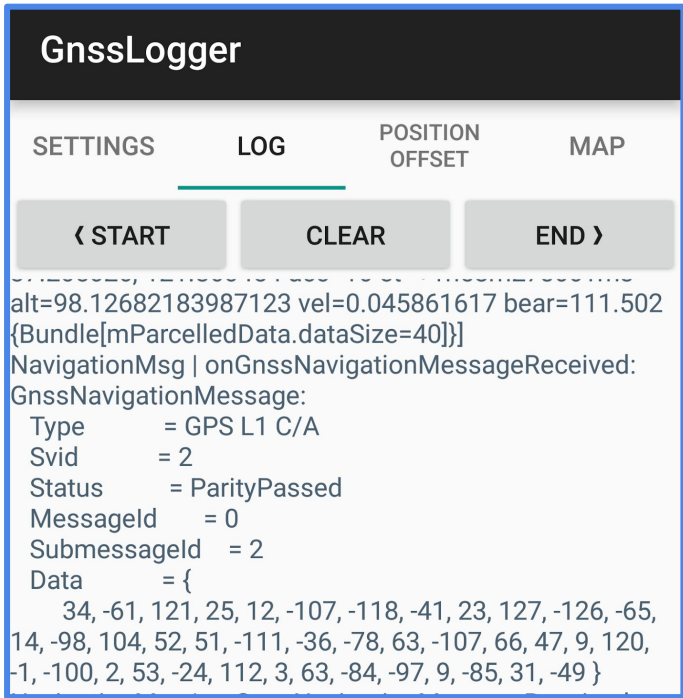 GnssLogger
SETTINGS
LOG
POSITION
OFFSET
MAP
❬ START
CLEAR
END ❭
alt=98.12682183987123 vel=0.045861617 bear=111.502
{Bundle[mParcelledData.dataSize=40]}]
NavigationMsg | onGnssNavigationMessageReceived:
GnssNavigationMessage:
Type = GPS L1 C/A
Svid = 2
Status = ParityPassed
MessageId = 0
SubmessageId = 2
Data = {
34, -61, 121, 25, 12, -107, -118, -41, 23, 127, -126, -65,
14, -98, 104, 52, 51, -111, -36, -78, 63, -107, 66, 47, 9, 120,
-1, -100, 2, 53, -24, 112, 3, 63, -84, -97, 9, -85, 31, -49 }